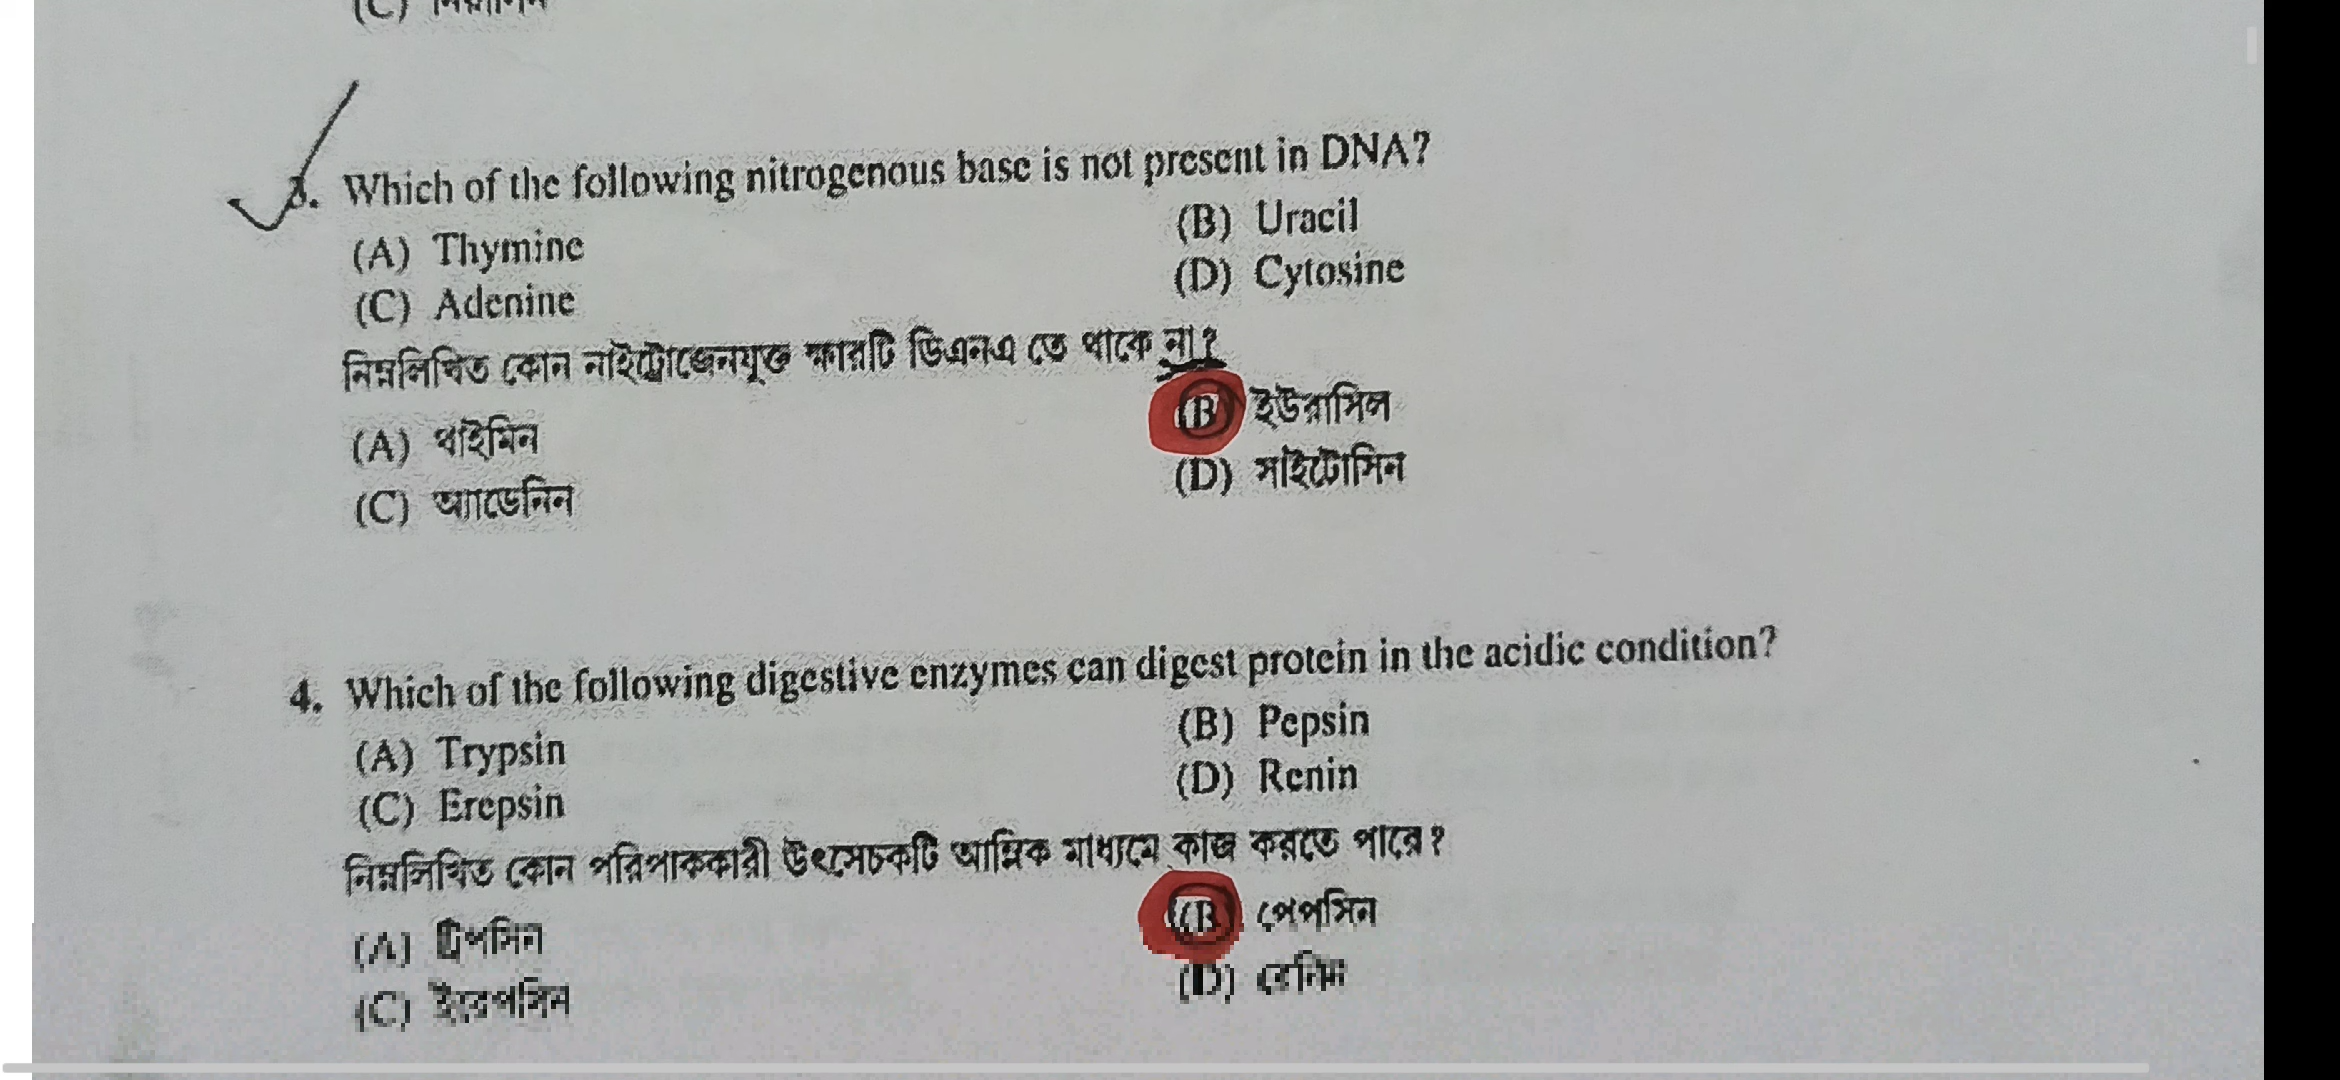 3. Which of the following nitrogenous base is not present in DNA?
(A) Thymine (B) Uracil
(C) Adenine (D) Cytosine
নিম্নলিখিত কোন নাইট্রোজেনযুক্ত ক্ষারটি ডিএনএ তে থাকে না?
(A) থাইমিন (B) ইউরাসিল
(C) অ্যাডেনিন (D) সাইটোসিন
4. Which of the following digestive enzymes can digest protein in the acidic condition?
(A) Trypsin (B) Pepsin
(C) Erepsin (D) Renin
নিম্নলিখিত কোন পরিপাককারী উৎসেচকটি আম্লিক মাধ্যমে কাজ করতে পারে?
(A) ট্রিপসিন (B) পেপসিন
(C) ইরেপসিন (D) রেনিন